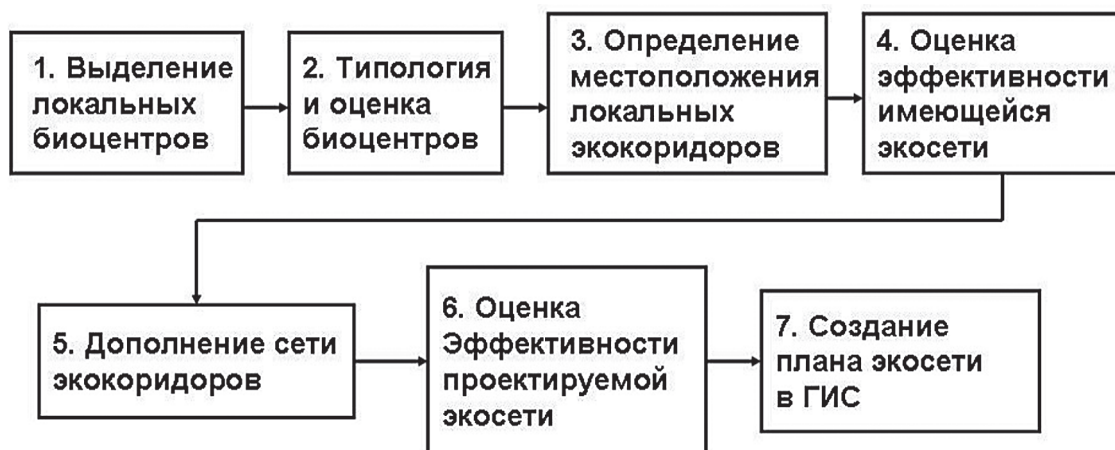 1. Выделение
локальных
биоцентров
2. Типология
и оценка
биоцентров
3. Определение
местоположения
локальных
экокоридоров
4. Оценка
эффективности
имеющейся
экосети
5. Дополнение сети
экокоридоров
6. Оценка
Эффективности
проектируемой
экосети
7. Создание
плана экосети
в ГИС